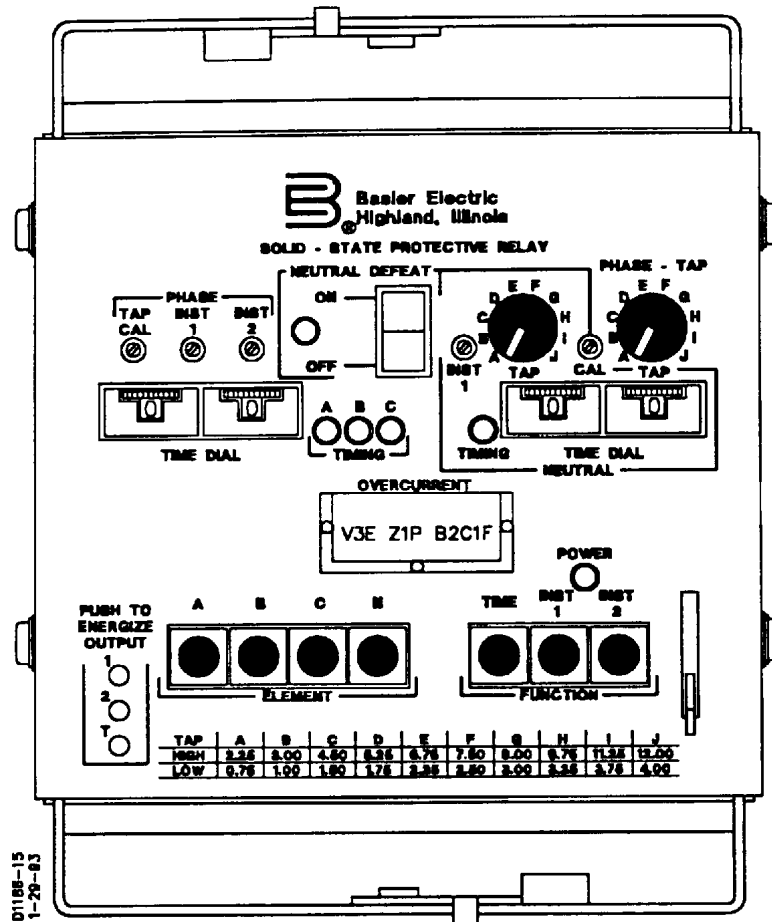 Basler Electric
Highland, Illinois
SOLID - STATE PROTECTIVE RELAY
NEUTRAL DEFEAT
ON
OFF
PHASE
TAP CAL
INST 1
INST 2
0 0
TIME DIAL
A B C
TIMING
PHASE - TAP
A B C D E F G H I J
TAP
A B C D E F G H I J
TAP
INST 1
CAL
TIMING
0 0
TIME DIAL
NEUTRAL
OVERCURRENT
V3E Z1P B2C1F
POWER
PUSH TO
ENERGIZE
OUTPUT
1
2
T
A B C N
ELEMENT
TIME INST 1 INST 2
FUNCTION
TAP A B C D E F G H I J
HIGH 2.25 3.00 4.50 5.25 6.75 7.50 9.00 9.75 11.25 12.00
LOW 0.75 1.00 1.50 1.75 2.25 2.50 3.00 3.25 3.75 4.00
D1188-15
1-29-93